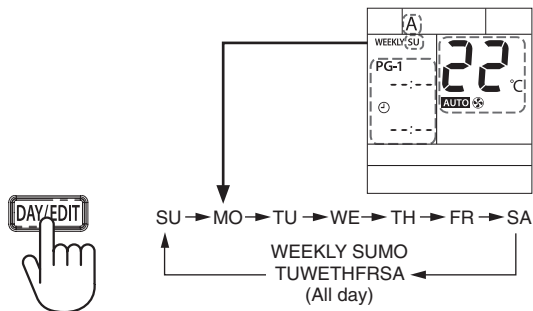 A
WEEKLY SU
PG-1
22 °C
--:--
AUTO
--:--
DAY/EDIT
SU → MO → TU → WE → TH → FR → SA
WEEKLY SUMO
TUWETHFRSA
(All day)